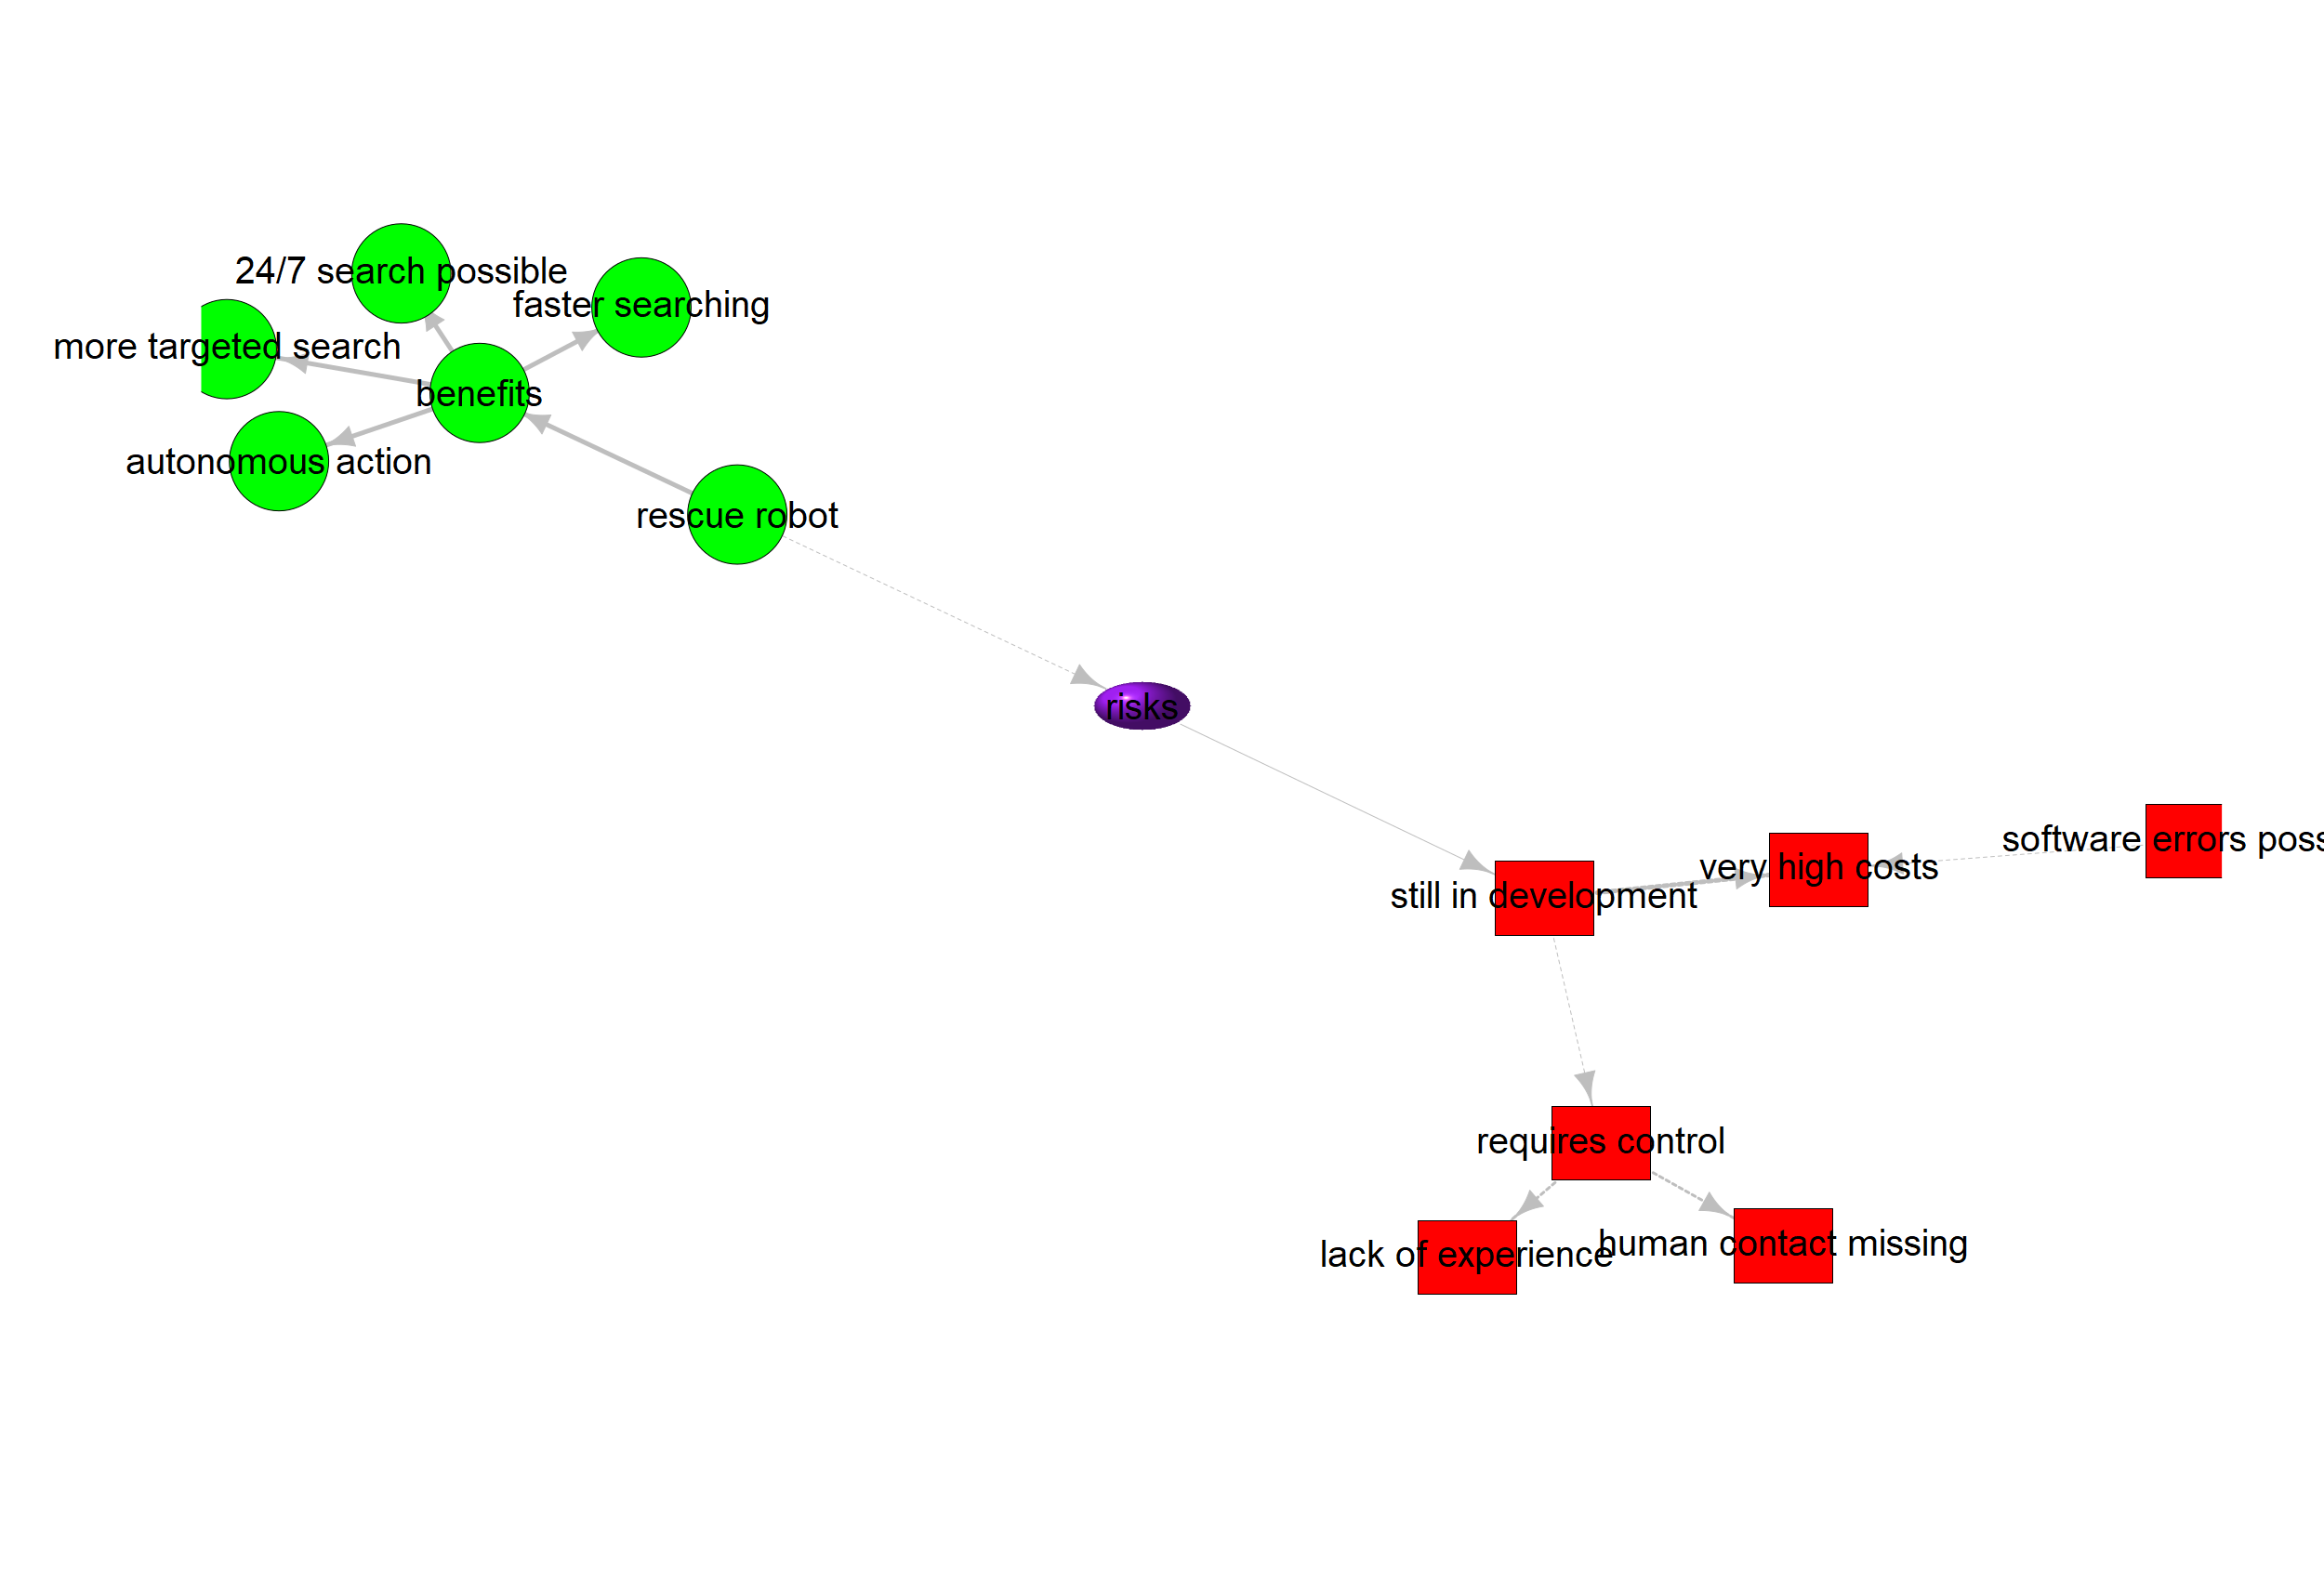 24/7 search possible
faster searching
more targeted search
benefits
autonomous action
rescue robot
risks
software errors poss
very high costs
still in development
requires control
human contact missing
lack of experience